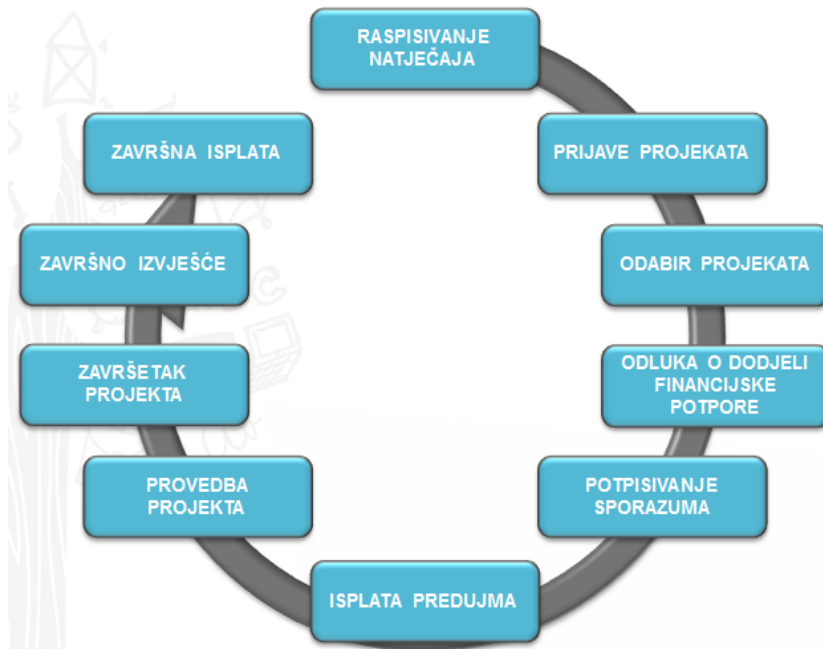 RASPISIVANJE
NATJEČAJA
PRIJAVE PROJEKATA
ODABIR PROJEKATA
ODLUKA O DODJELI
FINANCIJSKE
POTPORE
POTPISIVANJE
SPORAZUMA
ISPLATA PREDUJMA
PROVEDBA
PROJEKTA
ZAVRŠETAK
PROJEKTA
ZAVRŠNO IZVJEŠĆE
ZAVRŠNA ISPLATA